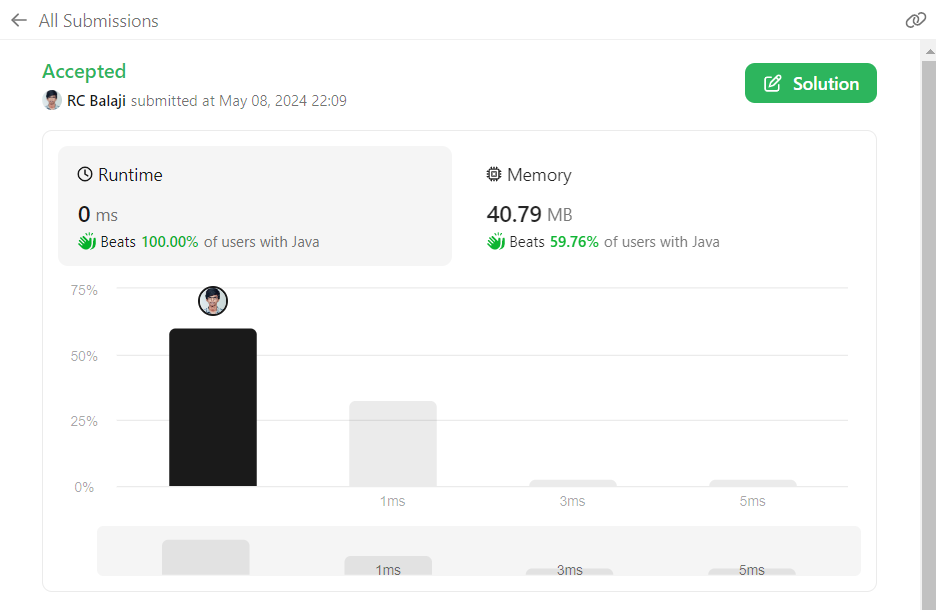 All Submissions
Accepted
RC Balaji submitted at May 08, 2024 22:09
Solution
Runtime
0 ms
Beats 100.00% of users with Java
Memory
40.79 MB
Beats 59.76% of users with Java
75%
50%
25%
0%
1ms 3ms 5ms
1ms 3ms 5ms